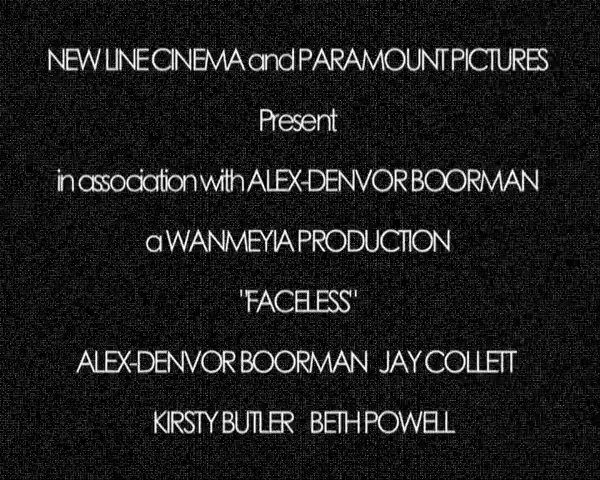 NEW LINE CINEMA and PARAMOUNT PICTURES
Present
in association with ALEX-DENVOR BOORMAN
a WANMEYIA PRODUCTION
"FACELESS"
ALEX-DENVOR BOORMAN JAY COLLETT
KIRSTY BUTLER BETH POWELL